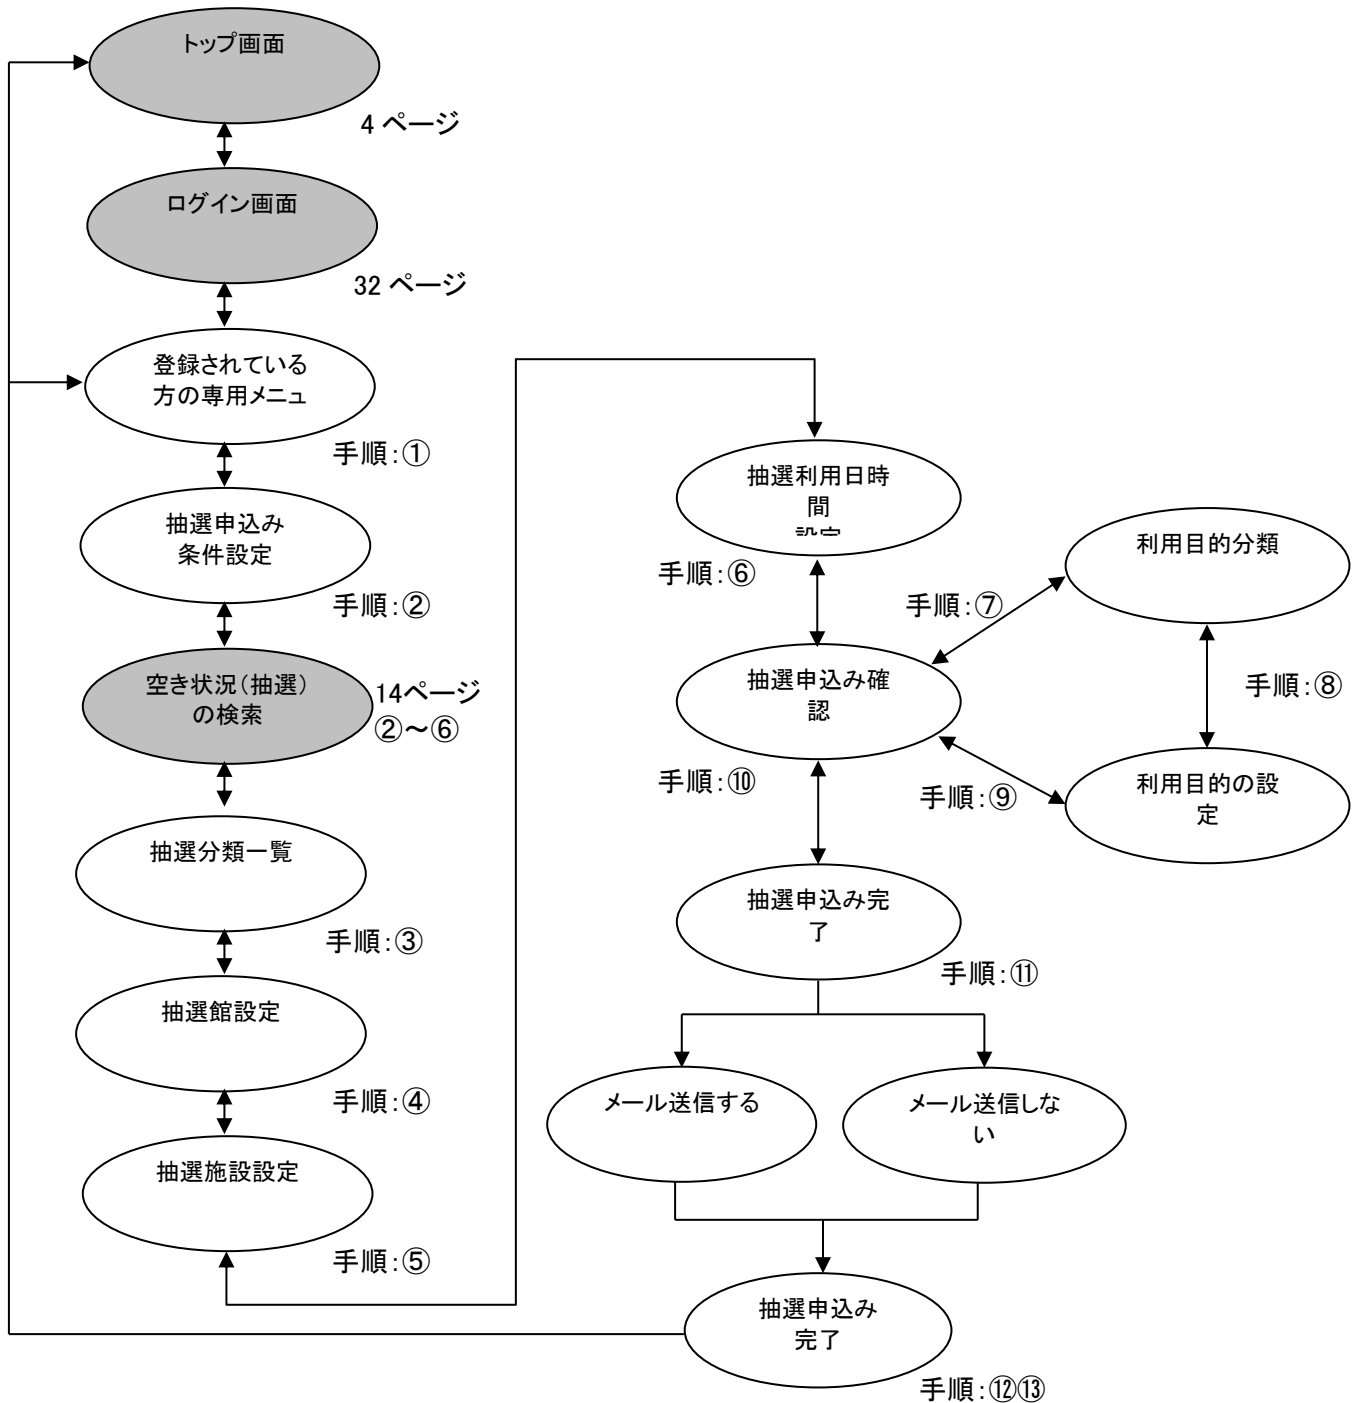 トップ画面
4 ページ
ログイン画面
32 ページ
登録されている
方の専用メニュ
手順：①
抽選申込み
条件設定
手順：②
空き状況（抽選）
の検索
14ページ
②～⑥
抽選分類一覧
手順：③
抽選館設定
手順：④
抽選施設設定
手順：⑤
抽選利用日時
間
設定
手順：⑥
手順：⑦
利用目的分類
手順：⑧
抽選申込み確
認
手順：⑩
手順：⑨
利用目的の設
定
抽選申込み完
了
手順：⑪
メール送信する
メール送信しな
い
抽選申込み
完了
手順：⑫⑬